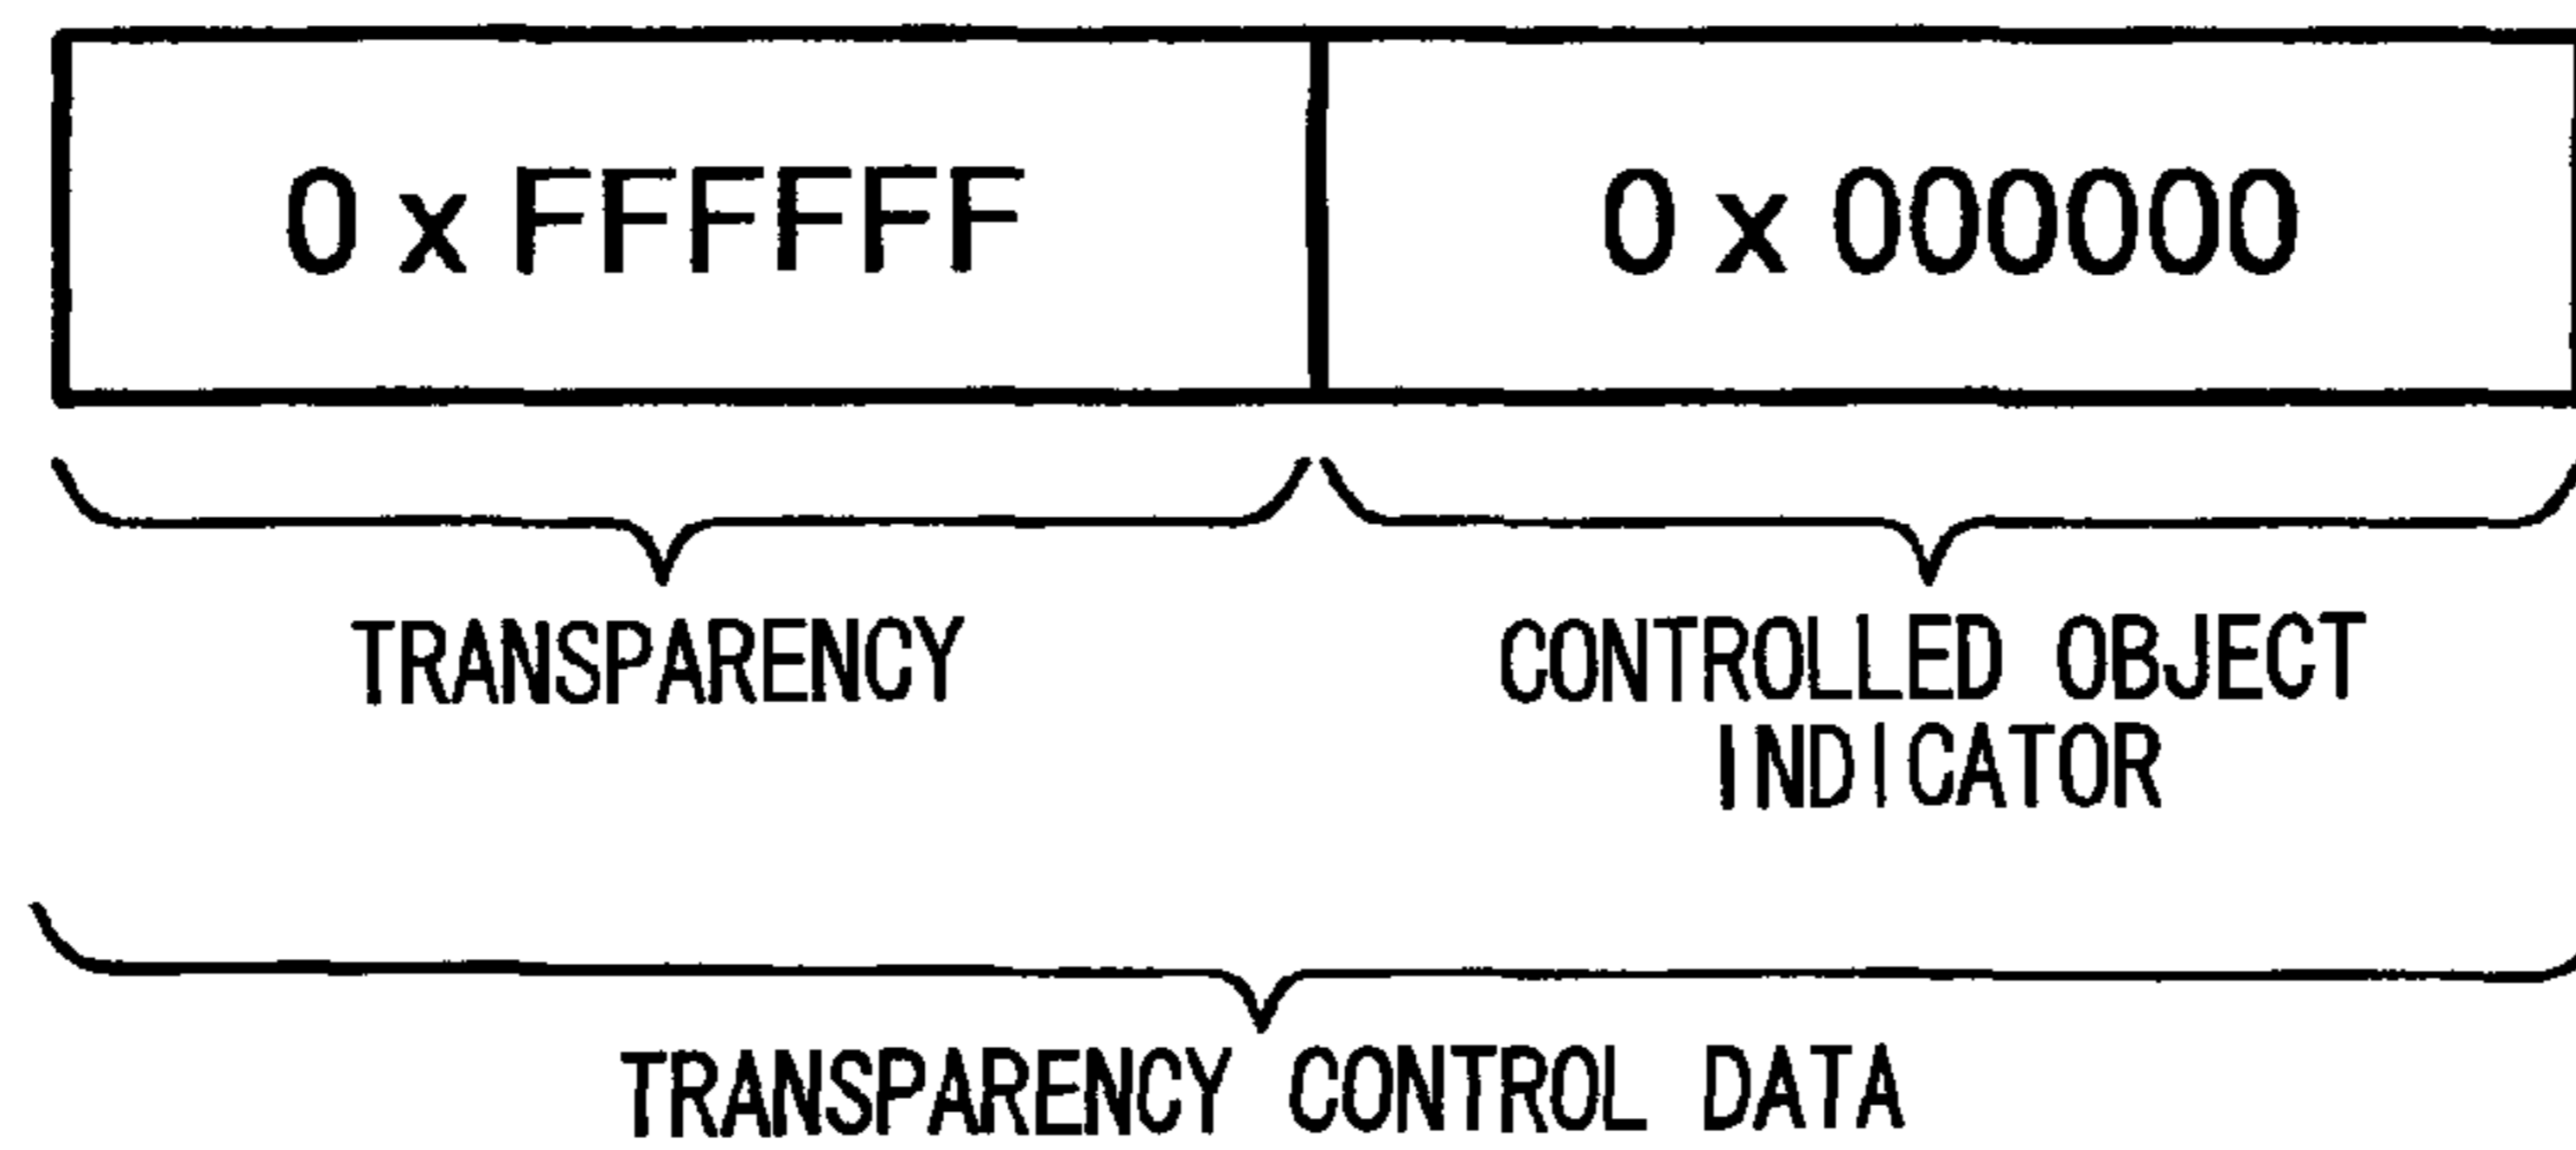 0xFFFFFF 0x000000
TRANSPARENCY CONTROLLED OBJECT
INDICATOR
TRANSPARENCY CONTROL DATA